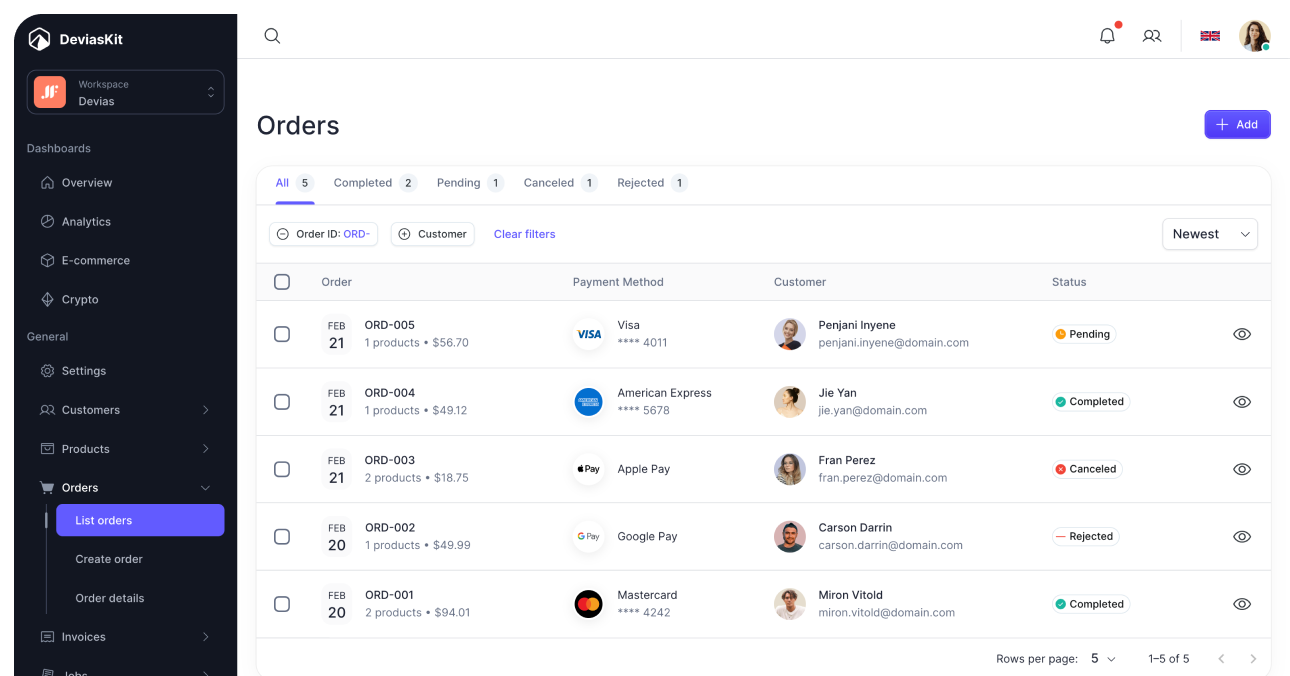 DeviasKit
Workspace
Devias
Dashboards
Overview
Analytics
E-commerce
Crypto
General
Settings
Customers
Products
Orders
List orders
Create order
Order details
Invoices
Jobs
Orders
+ Add
All 5 Completed 2 Pending 1 Canceled 1 Rejected 1
Order ID: ORD- Customer Clear filters Newest
Order Payment Method Customer Status
FEB 21
ORD-005
1 products • $56.70
VISA
Visa
**** 4011
Penjani Inyene
penjani.inyene@domain.com
Pending
FEB 21
ORD-004
1 products • $49.12
American Express
**** 5678
Jie Yan
jie.yan@domain.com
Completed
FEB 21
ORD-003
2 products • $18.75
Pay
Apple Pay
Fran Perez
fran.perez@domain.com
Canceled
FEB 20
ORD-002
1 products • $49.99
G Pay
Google Pay
Carson Darrin
carson.darrin@domain.com
Rejected
FEB 20
ORD-001
2 products • $94.01
Mastercard
**** 4242
Miron Vitold
miron.vitold@domain.com
Completed
Rows per page: 5 1–5 of 5